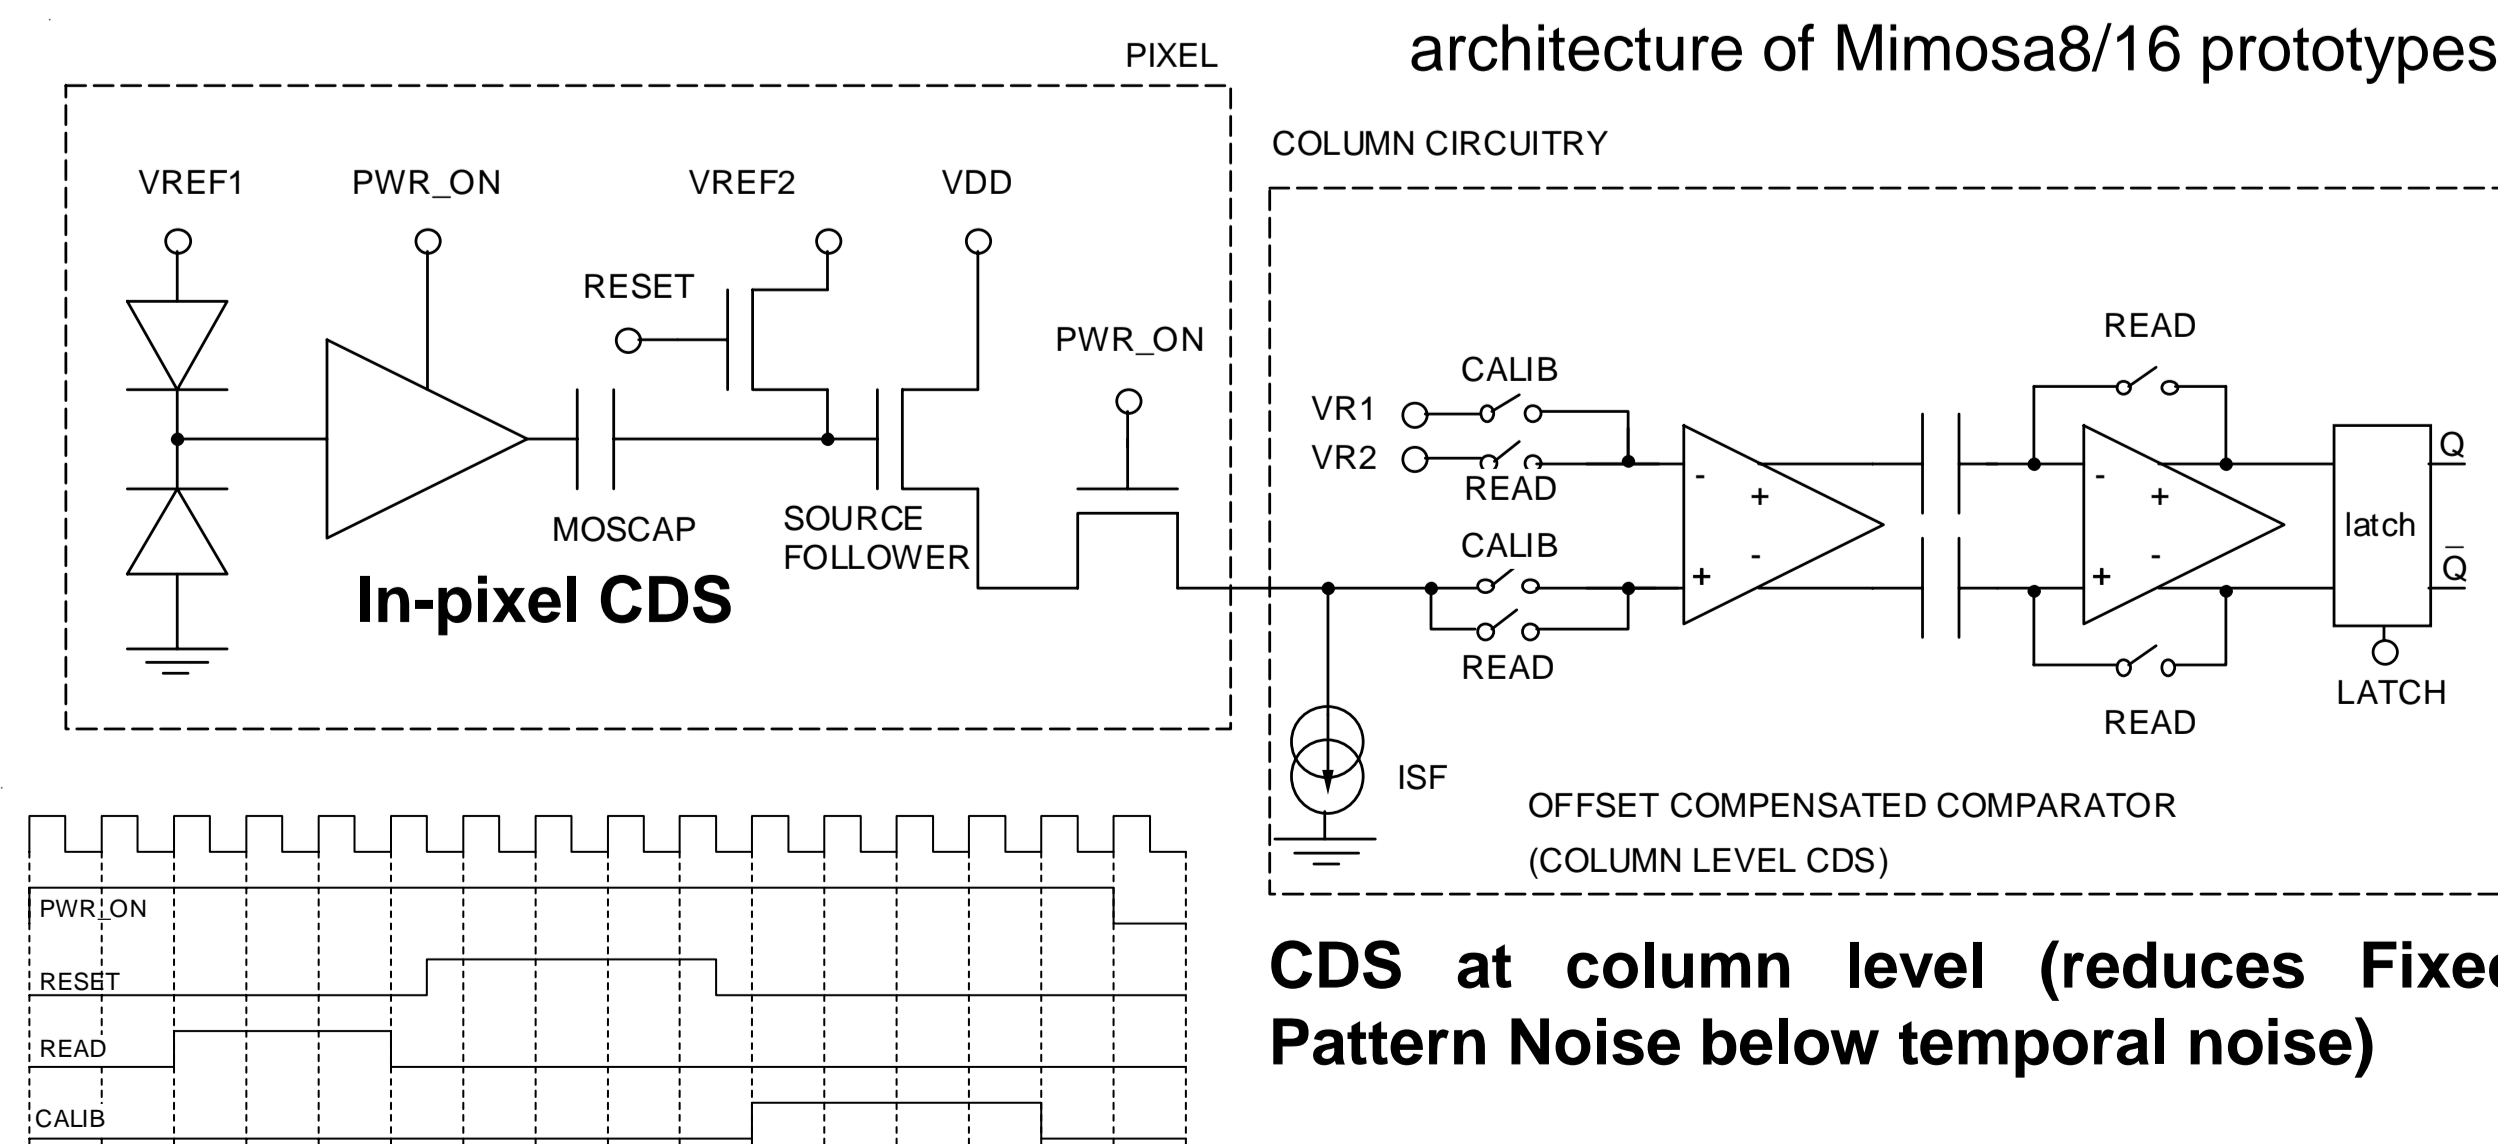 architecture of Mimosa8/16 prototypes
PIXEL
COLUMN CIRCUITRY
VREF1
PWR_ON
VREF2
VDD
RESET
PWR_ON
MOSCAP
SOURCE
FOLLOWER
In-pixel CDS
READ
CALIB
VR1
VR2
READ
CALIB
READ
-
+
+
-
-
+
+
-
READ
latch
Q
Q̅
LATCH
ISF
OFFSET COMPENSATED COMPARATOR
(COLUMN LEVEL CDS)
PWR_ON
RESET
READ
CALIB
CDS at column level (reduces Fixed
Pattern Noise below temporal noise)